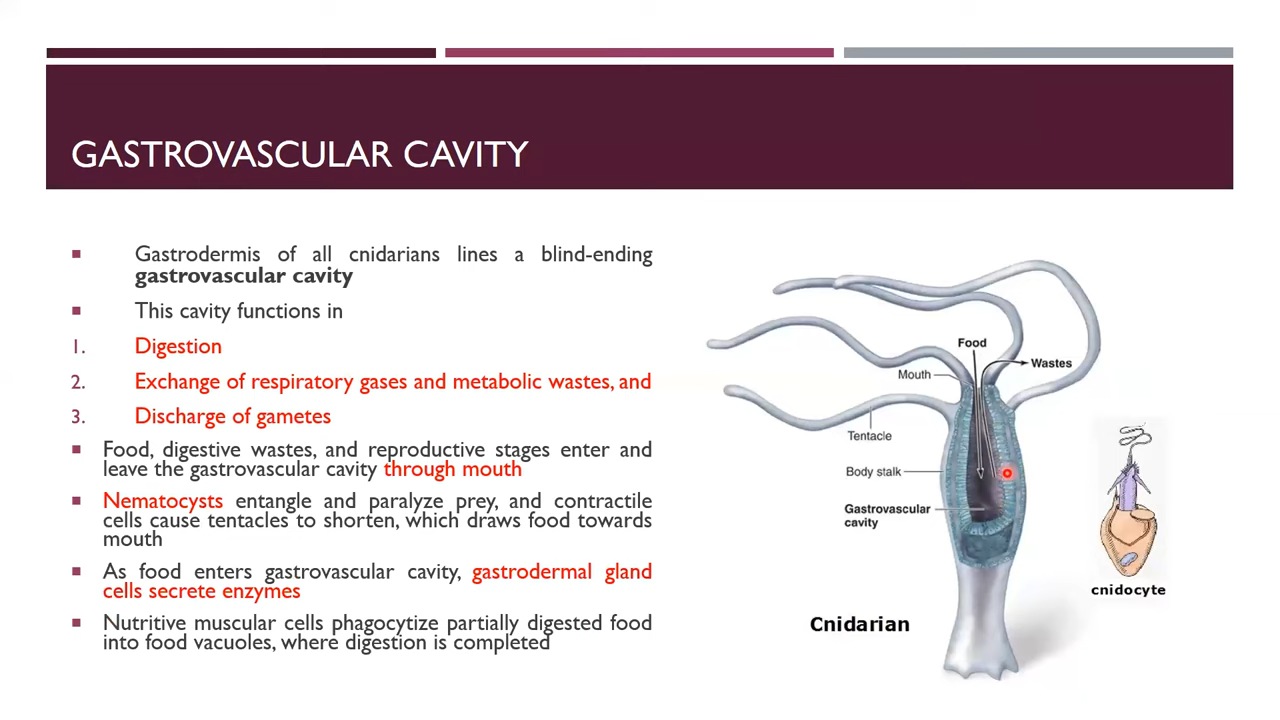 GASTROVASCULAR CAVITY
Gastrodermis of all cnidarians lines a blind-ending
gastrovascular cavity
This cavity functions in
1. Digestion
2. Exchange of respiratory gases and metabolic wastes, and
3. Discharge of gametes
Food, digestive wastes, and reproductive stages enter and
leave the gastrovascular cavity through mouth
Nematocysts entangle and paralyze prey, and contractile
cells cause tentacles to shorten, which draws food towards
mouth
As food enters gastrovascular cavity, gastrodermal gland
cells secrete enzymes
Nutritive muscular cells phagocytize partially digested food
into food vacuoles, where digestion is completed
Food
Wastes
Mouth
Tentacle
Body stalk
Gastrovascular
cavity
cnidocyte
Cnidarian